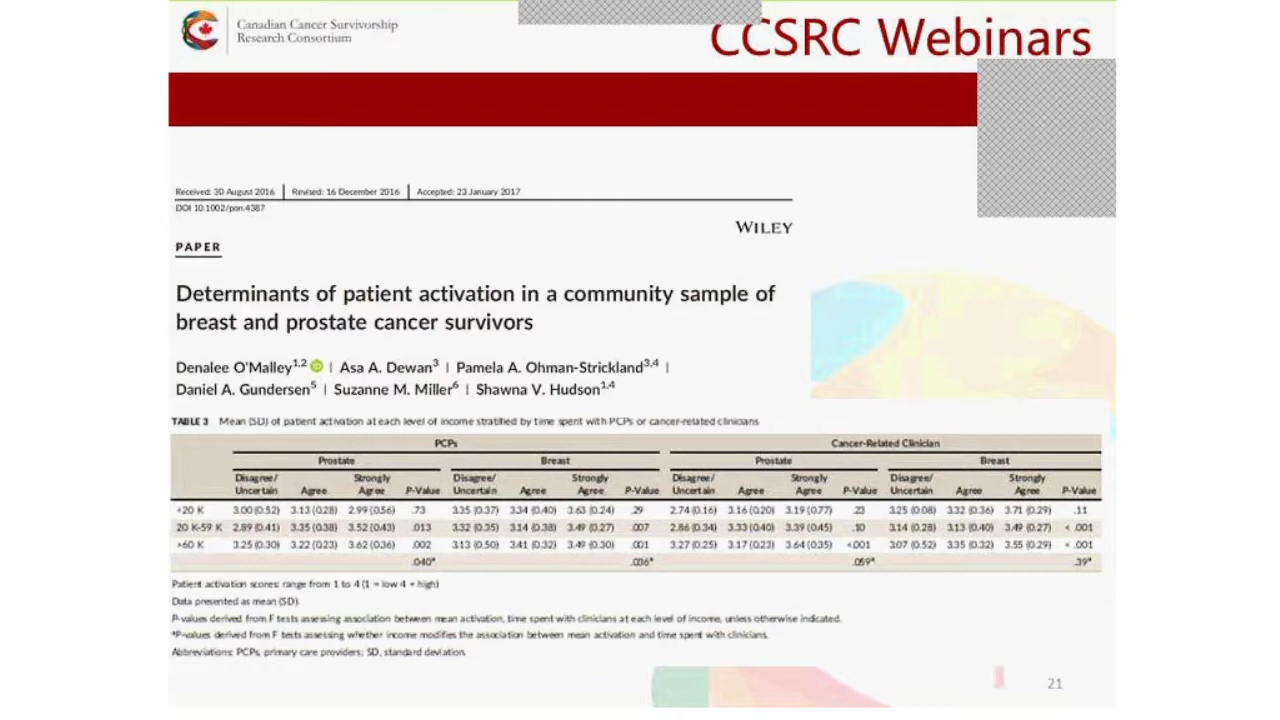 Canadian Cancer Survivorship
Research Consortium
CCSRC Webinars
Received: 30 August 2016 | Revised: 16 December 2016 | Accepted: 23 January 2017
DOI 10.1002/pon.4387
WILEY
PAPER
Determinants of patient activation in a community sample of
breast and prostate cancer survivors
Denalee O'Malley1,2 iD | Asa A. Dewan3 | Pamela A. Ohman-Strickland3,4 |
Daniel A. Gundersen5 | Suzanne M. Miller6 | Shawna V. Hudson1,4
TABLE 3 Mean (SD) of patient activation at each level of income stratified by time spent with PCPs or cancer-related clinicians
PCPs Cancer-Related Clinician
Prostate Breast Prostate Breast
Disagree/ Strongly Disagree/ Strongly Disagree/ Strongly Disagree/ Strongly
Uncertain Agree Agree P-Value Uncertain Agree Agree P-Value Uncertain Agree Agree P-Value Uncertain Agree Agree P-Value
<20 K 3.00 (0.52) 3.13 (0.28) 2.99 (0.56) .73 3.35 (0.37) 3.34 (0.40) 3.63 (0.24) .29 2.74 (0.16) 3.16 (0.20) 3.19 (0.77) .23 3.25 (0.08) 3.32 (0.36) 3.71 (0.29) .11
20 K-59 K 2.89 (0.41) 3.35 (0.38) 3.52 (0.43) .013 3.32 (0.35) 3.14 (0.38) 3.49 (0.27) .007 2.86 (0.34) 3.33 (0.40) 3.39 (0.45) .10 3.14 (0.28) 3.13 (0.40) 3.49 (0.27) < .001
>60 K 3.25 (0.30) 3.22 (0.23) 3.62 (0.36) .002 3.13 (0.50) 3.41 (0.32) 3.49 (0.30) .001 3.27 (0.25) 3.17 (0.23) 3.64 (0.35) <.001 3.07 (0.52) 3.35 (0.32) 3.55 (0.29) < .001
.040a .036a .059a .39a
Patient activation scores: range from 1 to 4 (1 = low 4 = high)
Data presented as mean (SD).
P-values derived from F tests assessing association between mean activation, time spent with clinicians at each level of income, unless otherwise indicated.
aP-values derived from F tests assessing whether income modifies the association between mean activation and time spent with clinicians.
Abbreviations: PCPs, primary care providers; SD, standard deviation.
21